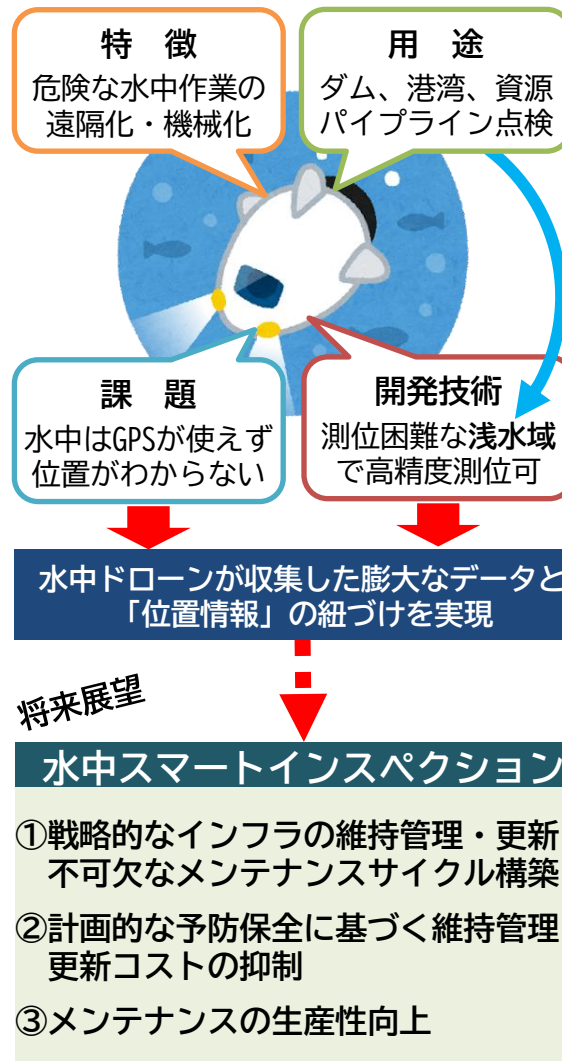 特 徴
危険な水中作業の
遠隔化・機械化
用 途
ダム、港湾、資源
パイプライン点検
課 題
水中はGPSが使えず
位置がわからない
開発技術
測位困難な浅水域
で高精度測位可
水中ドローンが収集した膨大なデータと
「位置情報」の紐づけを実現
将来展望
水中スマートインスペクション
①戦略的なインフラの維持管理・更新
不可欠なメンテナンスサイクル構築
②計画的な予防保全に基づく維持管理
更新コストの抑制
③メンテナンスの生産性向上